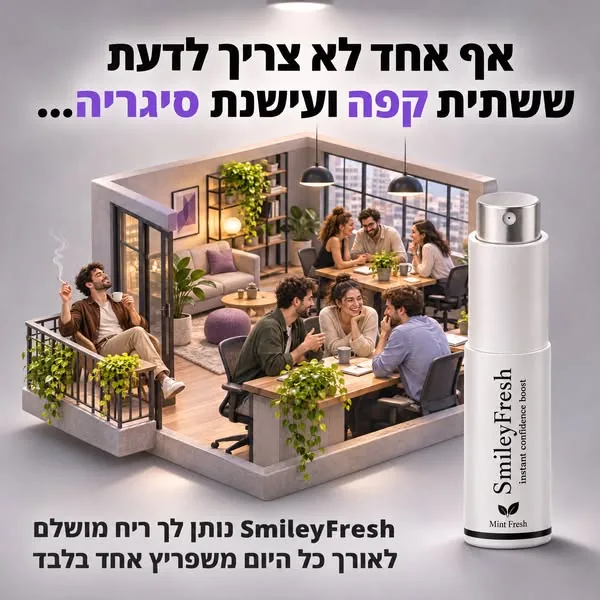 אף אחד לא צריך לדעת
ששתית קפה ועישנת סיגריה...
SmileyFresh
instant confidence boost
Mint Fresh
SmileyFresh נותן לך ריח מושלם
לאורך כל היום משפריץ אחד בלבד